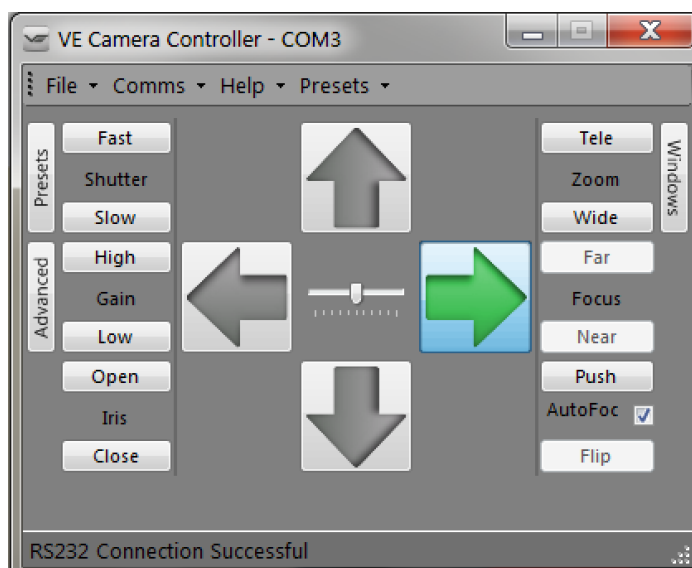 VE Camera Controller - COM3
File Comms Help Presets
Presets
Advanced
Fast
Shutter
Slow
High
Gain
Low
Open
Iris
Close
Tele
Zoom
Wide
Far
Focus
Near
Push
AutoFoc
Flip
Windows
RS232 Connection Successful